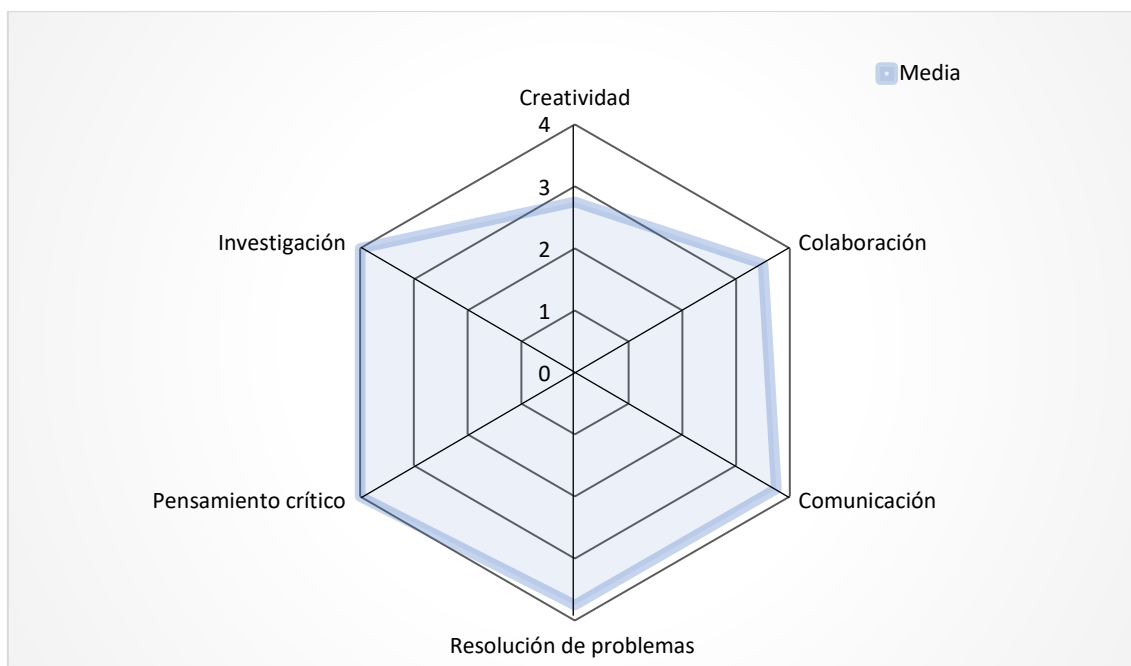 Media
Creatividad
4
3
Investigación
Colaboración
2
1
0
Pensamiento crítico
Comunicación
Resolución de problemas